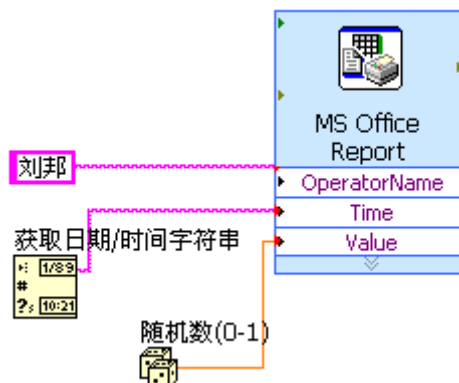 MS Office
Report
刘邦
OperatorName
Time
Value
获取日期/时间字符串
1/89
#
?
10:21
随机数(0-1)